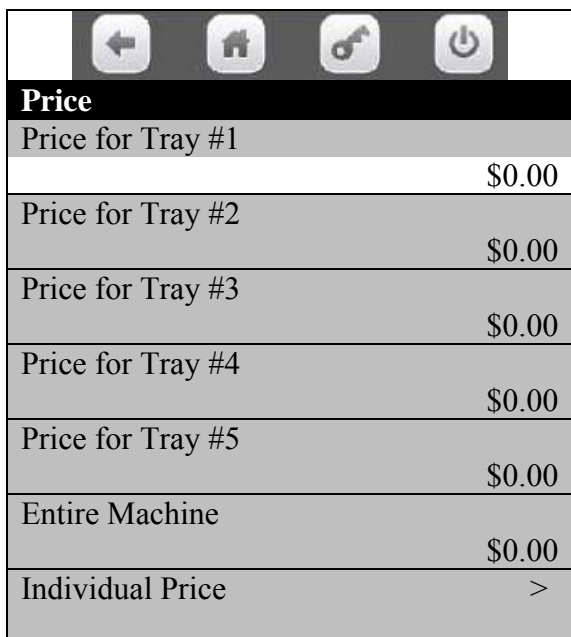 Price
Price for Tray #1
$0.00
Price for Tray #2
$0.00
Price for Tray #3
$0.00
Price for Tray #4
$0.00
Price for Tray #5
$0.00
Entire Machine
$0.00
Individual Price >